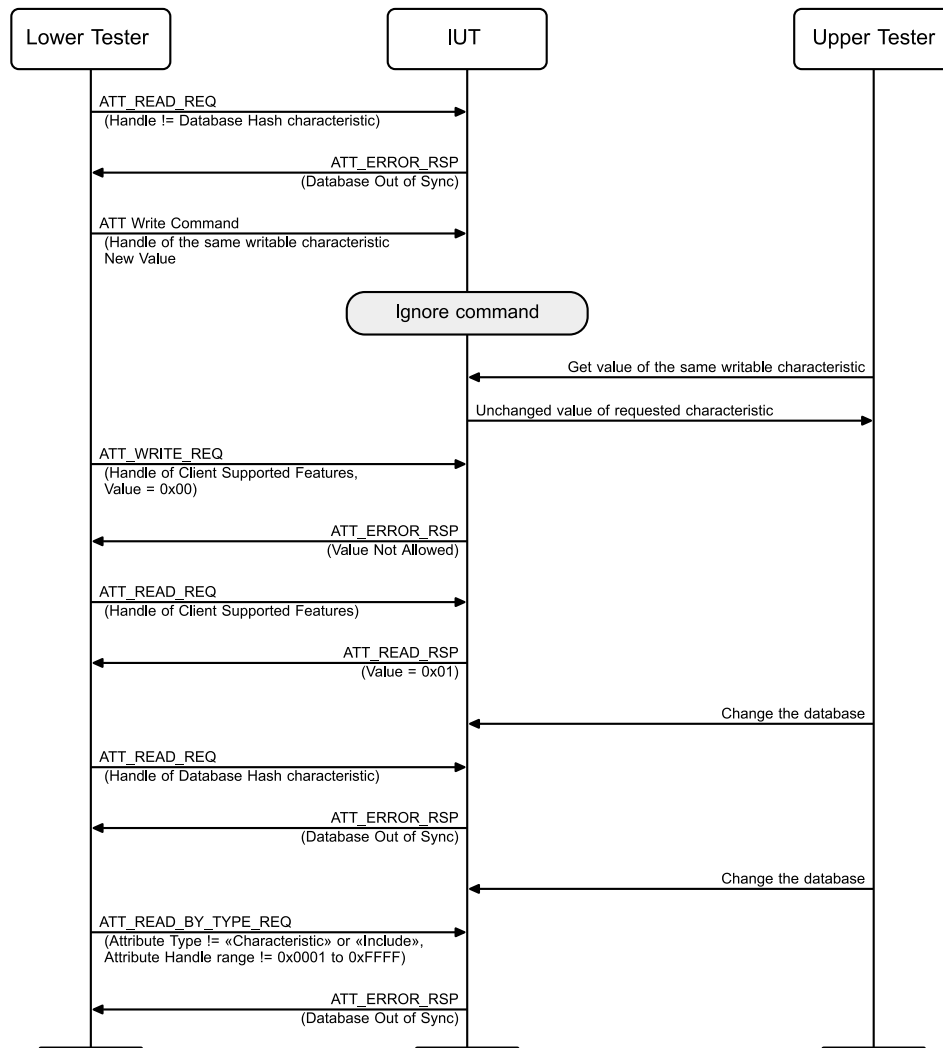 Lower Tester
IUT
Upper Tester
ATT_READ_REQ
(Handle != Database Hash characteristic)
ATT_ERROR_RSP
(Database Out of Sync)
ATT Write Command
(Handle of the same writable characteristic
New Value
Ignore command
Get value of the same writable characteristic
Unchanged value of requested characteristic
ATT_WRITE_REQ
(Handle of Client Supported Features,
Value = 0x00)
ATT_ERROR_RSP
(Value Not Allowed)
ATT_READ_REQ
(Handle of Client Supported Features)
ATT_READ_RSP
(Value = 0x01)
Change the database
ATT_READ_REQ
(Handle of Database Hash characteristic)
ATT_ERROR_RSP
(Database Out of Sync)
Change the database
ATT_READ_BY_TYPE_REQ
(Attribute Type != «Characteristic» or «Include»,
Attribute Handle range != 0x0001 to 0xFFFF)
ATT_ERROR_RSP
(Database Out of Sync)